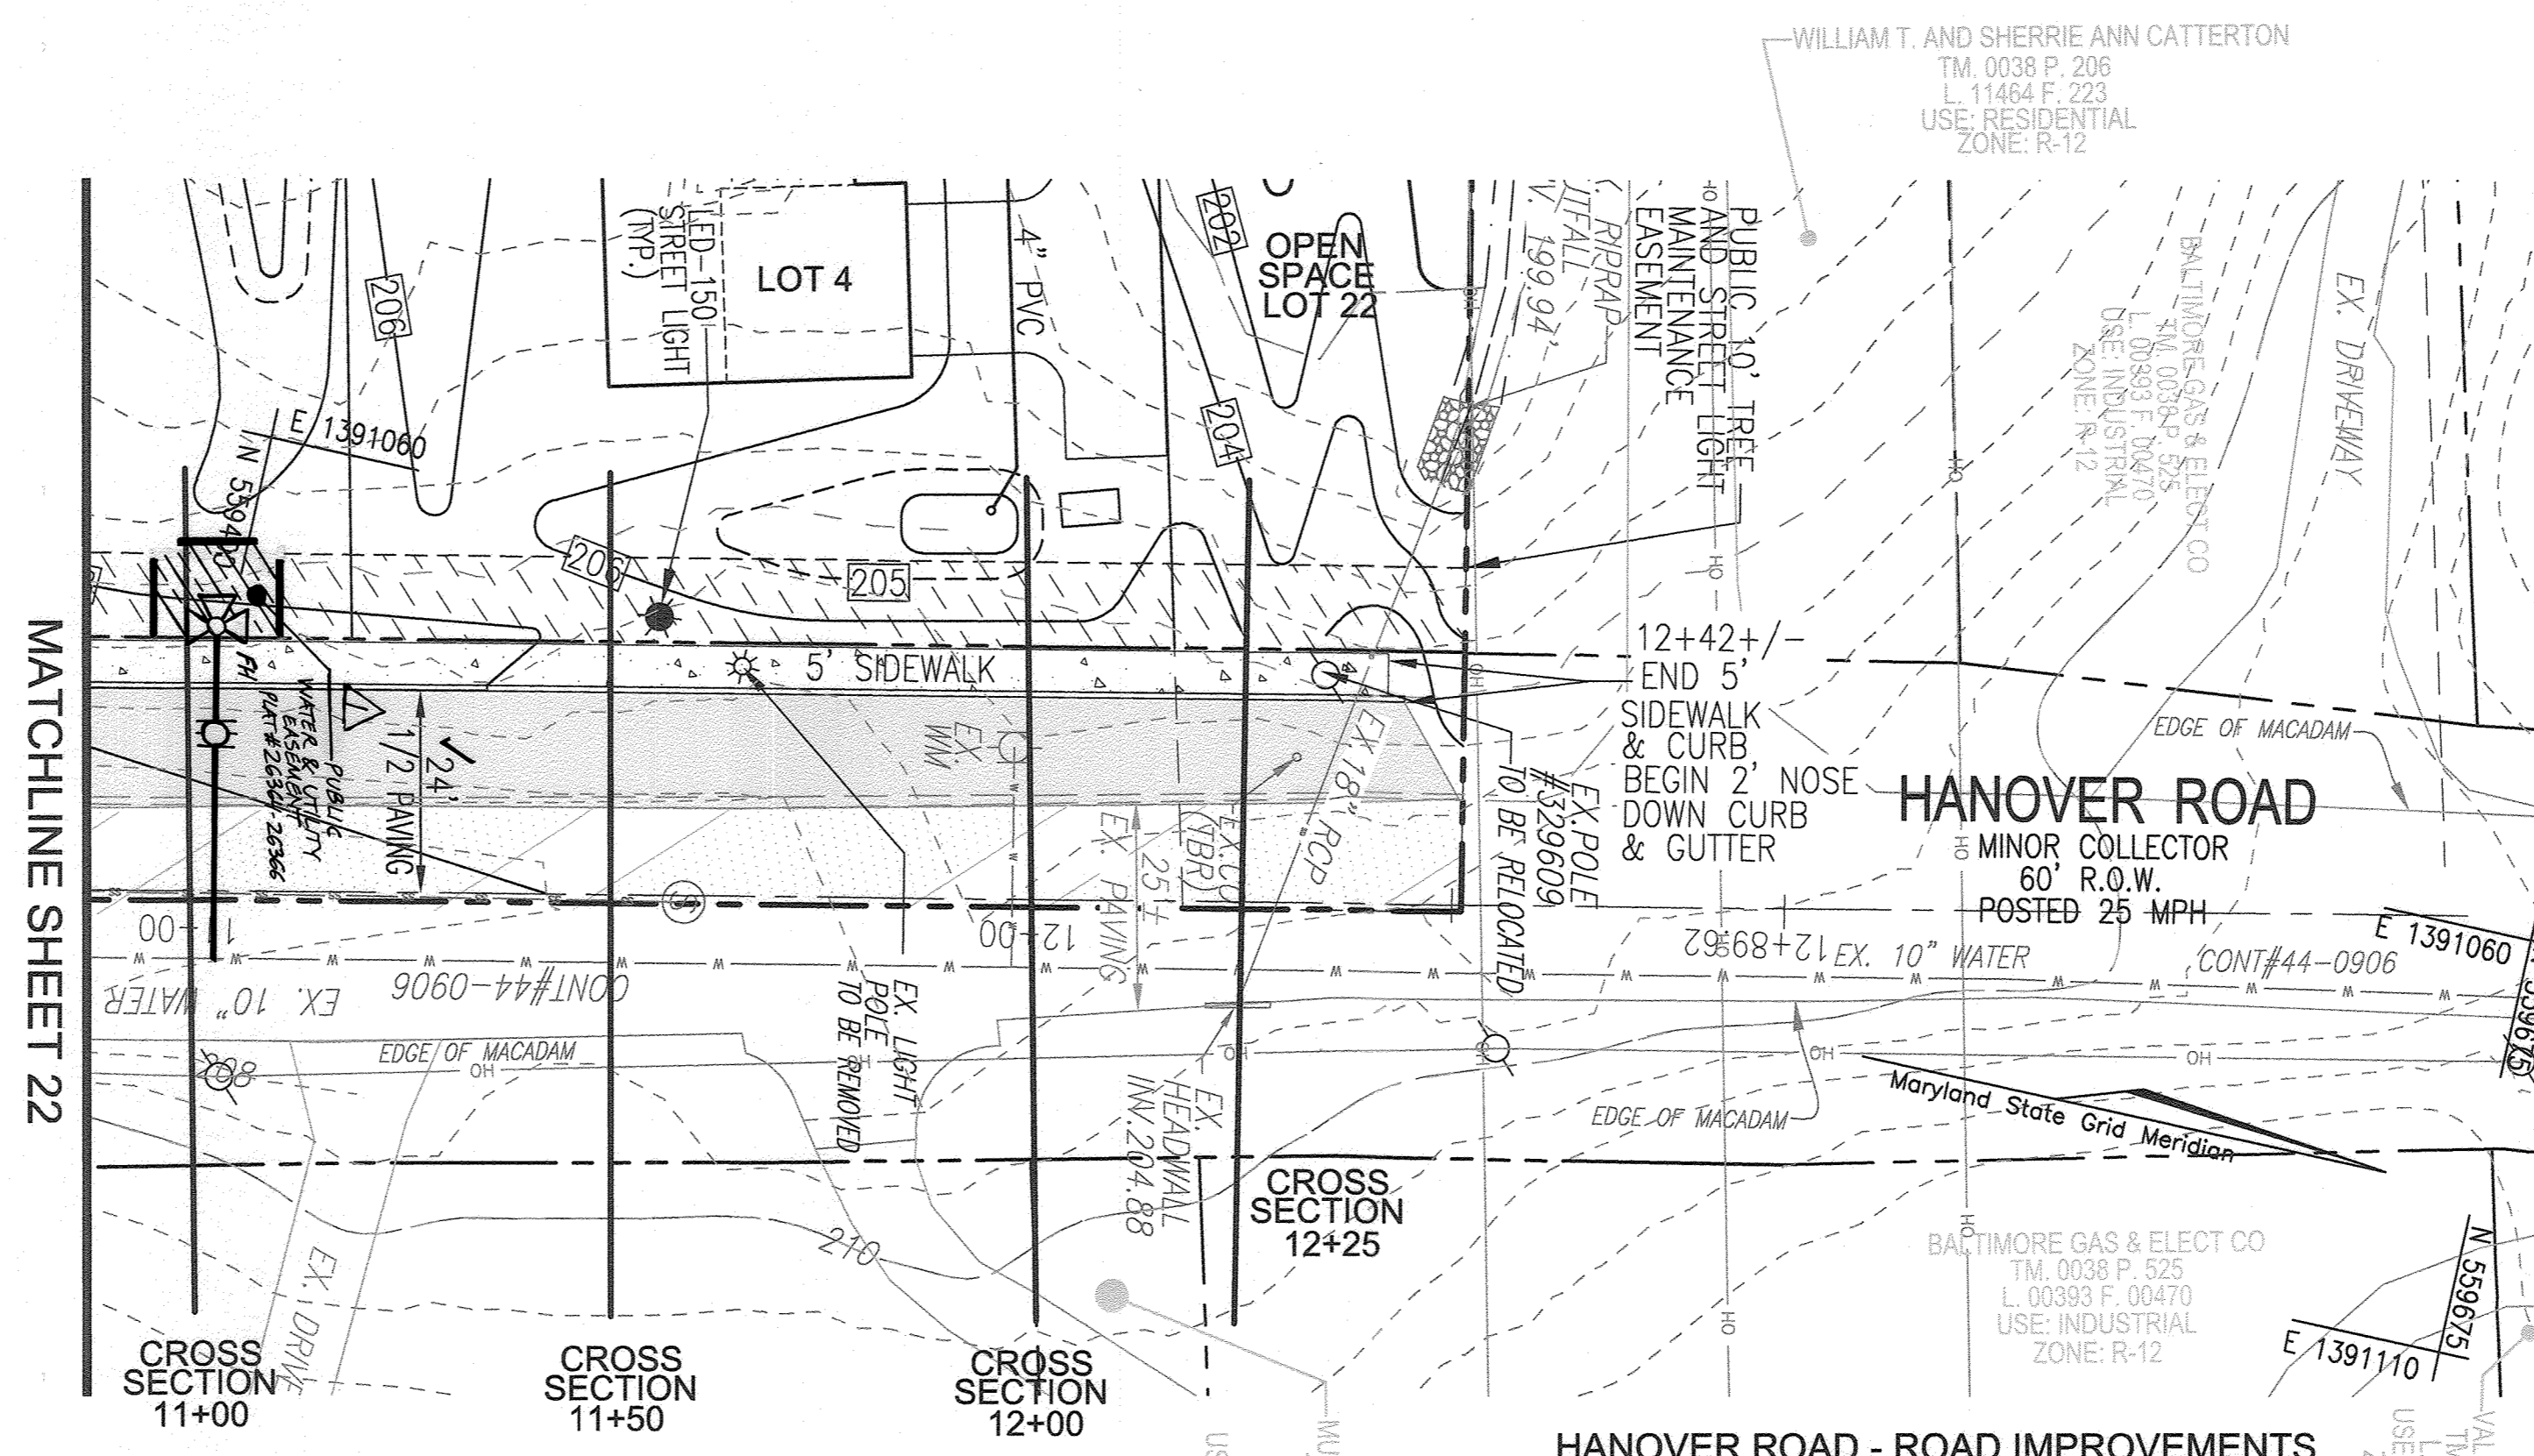 WILLIAM T. AND SHERRIE ANN CATTERTON
TM. 0038 P. 206
L. 11464 F. 223
USE: RESIDENTIAL
ZONE: R-12
MATCHLINE SHEET 22
206
LED-150
STREET LIGHT
(TYP.)
LOT 4
4" PVC
202
OPEN
SPACE
LOT 22
204
RIPRAP
199.94'
PUBLIC 10' TREE
AND STREET LIGHT
MAINTENANCE
EASEMENT
BALTIMORE GAS & ELECT CO
TM. 0038 P. 525
L. 00393 F. 00470
USE: INDUSTRIAL
ZONE: R-12
EX. DRIVEWAY
E 1391060
N 559400
206
205
5' SIDEWALK
FH
PUBLIC
WATER & UTILITY
EASEMENT
PLAT # 26364-26366
24'
1/2 PAVING
EX.
WM.
EX. CO
(TBR)
EX. 18" RCP
25'±
EX. PAVING
12+42+/-
END 5'
SIDEWALK
& CURB
BEGIN 2' NOSE
DOWN CURB
& GUTTER
EX.POLE
#329609
TO BE RELOCATED
EDGE OF MACADAM
HANOVER ROAD
MINOR COLLECTOR
60' R.O.W.
POSTED 25 MPH
S
11+00
12+00
12+89.62
EX. 10" WATER
CONT#44-0906
EX. 10" WATER
CONT#44-0906
E 1391060
559675
EDGE OF MACADAM
OH
208
EX. LIGHT
POLE
TO BE REMOVED
EX.
HEADWALL
INV.204.88
OH
OH
OH
EDGE OF MACADAM
Maryland State Grid Meridian
210
EX. DRIVE
CROSS
SECTION
12+25
BALTIMORE GAS & ELECT CO
TM. 0038 P. 525
L. 00393 F. 00470
USE: INDUSTRIAL
ZONE: R-12
N 559675
E 1391110
CROSS
SECTION
11+00
CROSS
SECTION
11+50
CROSS
SECTION
12+00
HANOVER ROAD - ROAD IMPROVEMENTS